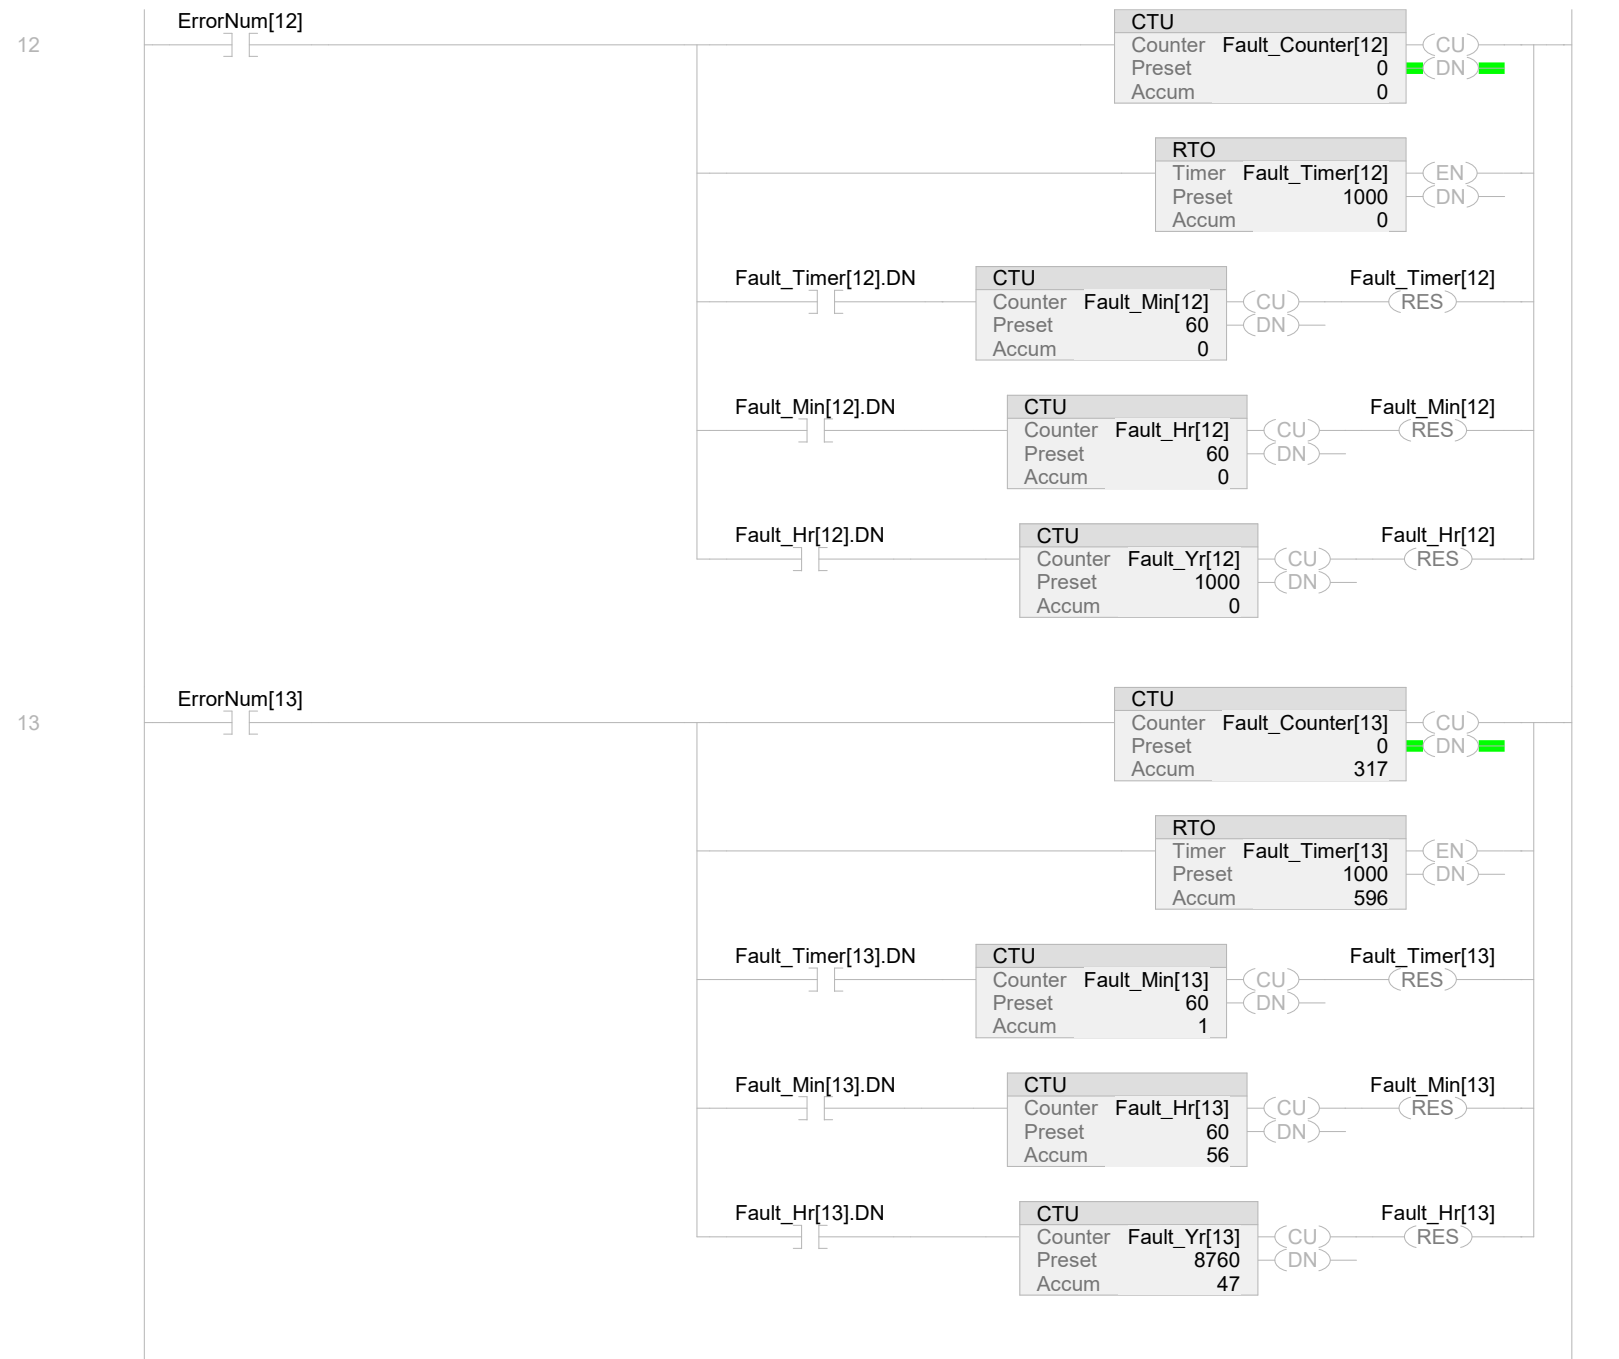 ErrorNum[12]
12
CTU
Counter Fault_Counter[12] CU
Preset 0 DN
Accum 0
RTO
Timer Fault_Timer[12] EN
Preset 1000 DN
Accum 0
Fault_Timer[12].DN CTU Fault_Timer[12]
Counter Fault_Min[12] CU RES
Preset 60 DN
Accum 0
Fault_Min[12].DN CTU Fault_Min[12]
Counter Fault_Hr[12] CU RES
Preset 60 DN
Accum 0
Fault_Hr[12].DN CTU Fault_Hr[12]
Counter Fault_Yr[12] CU RES
Preset 1000 DN
Accum 0
ErrorNum[13]
13
CTU
Counter Fault_Counter[13] CU
Preset 0 DN
Accum 317
RTO
Timer Fault_Timer[13] EN
Preset 1000 DN
Accum 596
Fault_Timer[13].DN CTU Fault_Timer[13]
Counter Fault_Min[13] CU RES
Preset 60 DN
Accum 1
Fault_Min[13].DN CTU Fault_Min[13]
Counter Fault_Hr[13] CU RES
Preset 60 DN
Accum 56
Fault_Hr[13].DN CTU Fault_Hr[13]
Counter Fault_Yr[13] CU RES
Preset 8760 DN
Accum 47